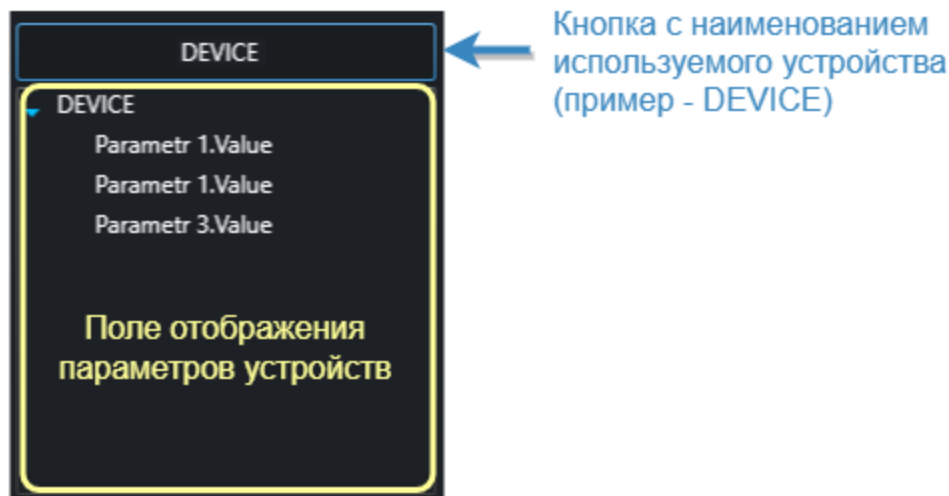 DEVICE
Кнопка с наименованием
используемого устройства
(пример - DEVICE)
DEVICE
Parametr 1.Value
Parametr 1.Value
Parametr 3.Value
Поле отображения
параметров устройств